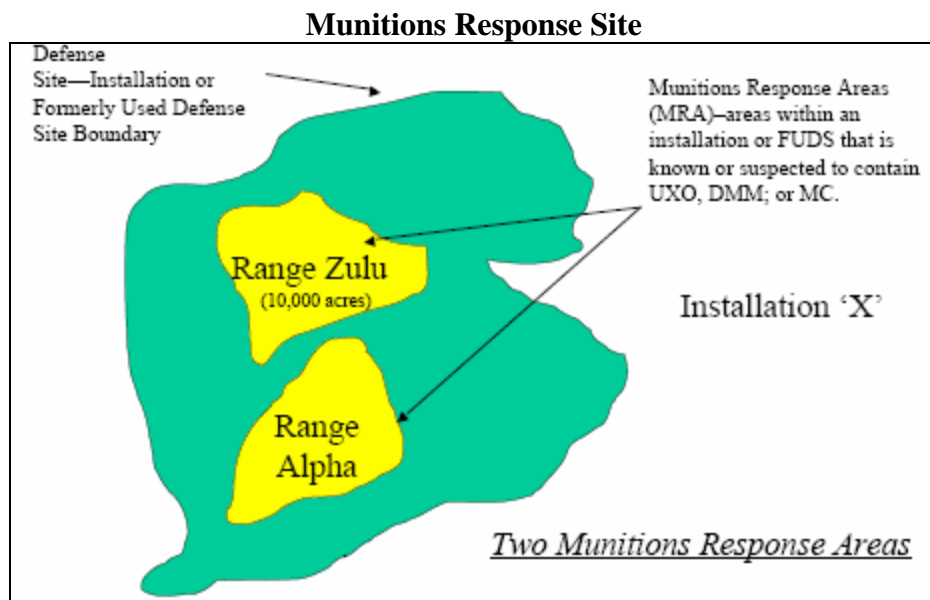 Munitions Response Site
Defense
Site—Installation or
Formerly Used Defense
Site Boundary
Munitions Response Areas
(MRA)–areas within an
installation or FUDS that is
known or suspected to contain
UXO, DMM; or MC.
Range Zulu
(10,000 acres)
Installation ‘X’
Range
Alpha
Two Munitions Response Areas